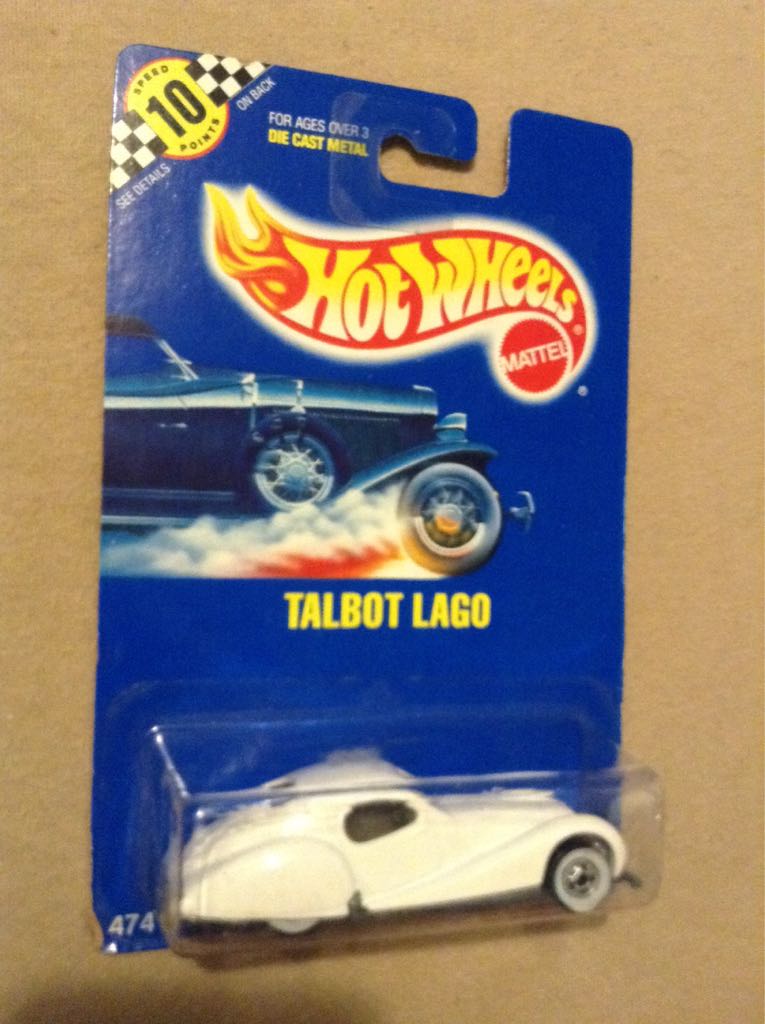 SPEED
10
POINTS
ON BACK
SEE DETAILS
FOR AGES OVER 3
DIE CAST METAL
HOT WHEELS®
MATTEL
®
TALBOT LAGO
474